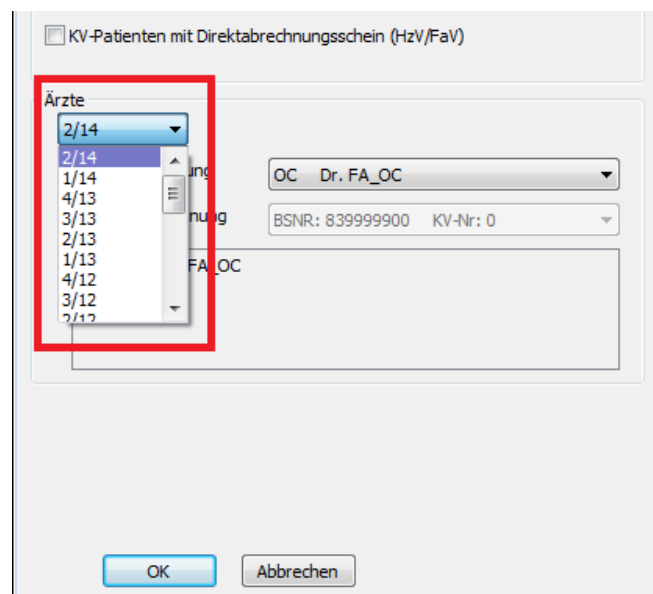 KV-Patienten mit Direktabrechnungsschein (HzV/FaV)
Ärzte
2/14
2/14
1/14
4/13
3/13
2/13
1/13
4/12
3/12
2/12
ung
OC Dr. FA_OC
nung
BSNR: 839999900 KV-Nr: 0
FA_OC
OK
Abbrechen